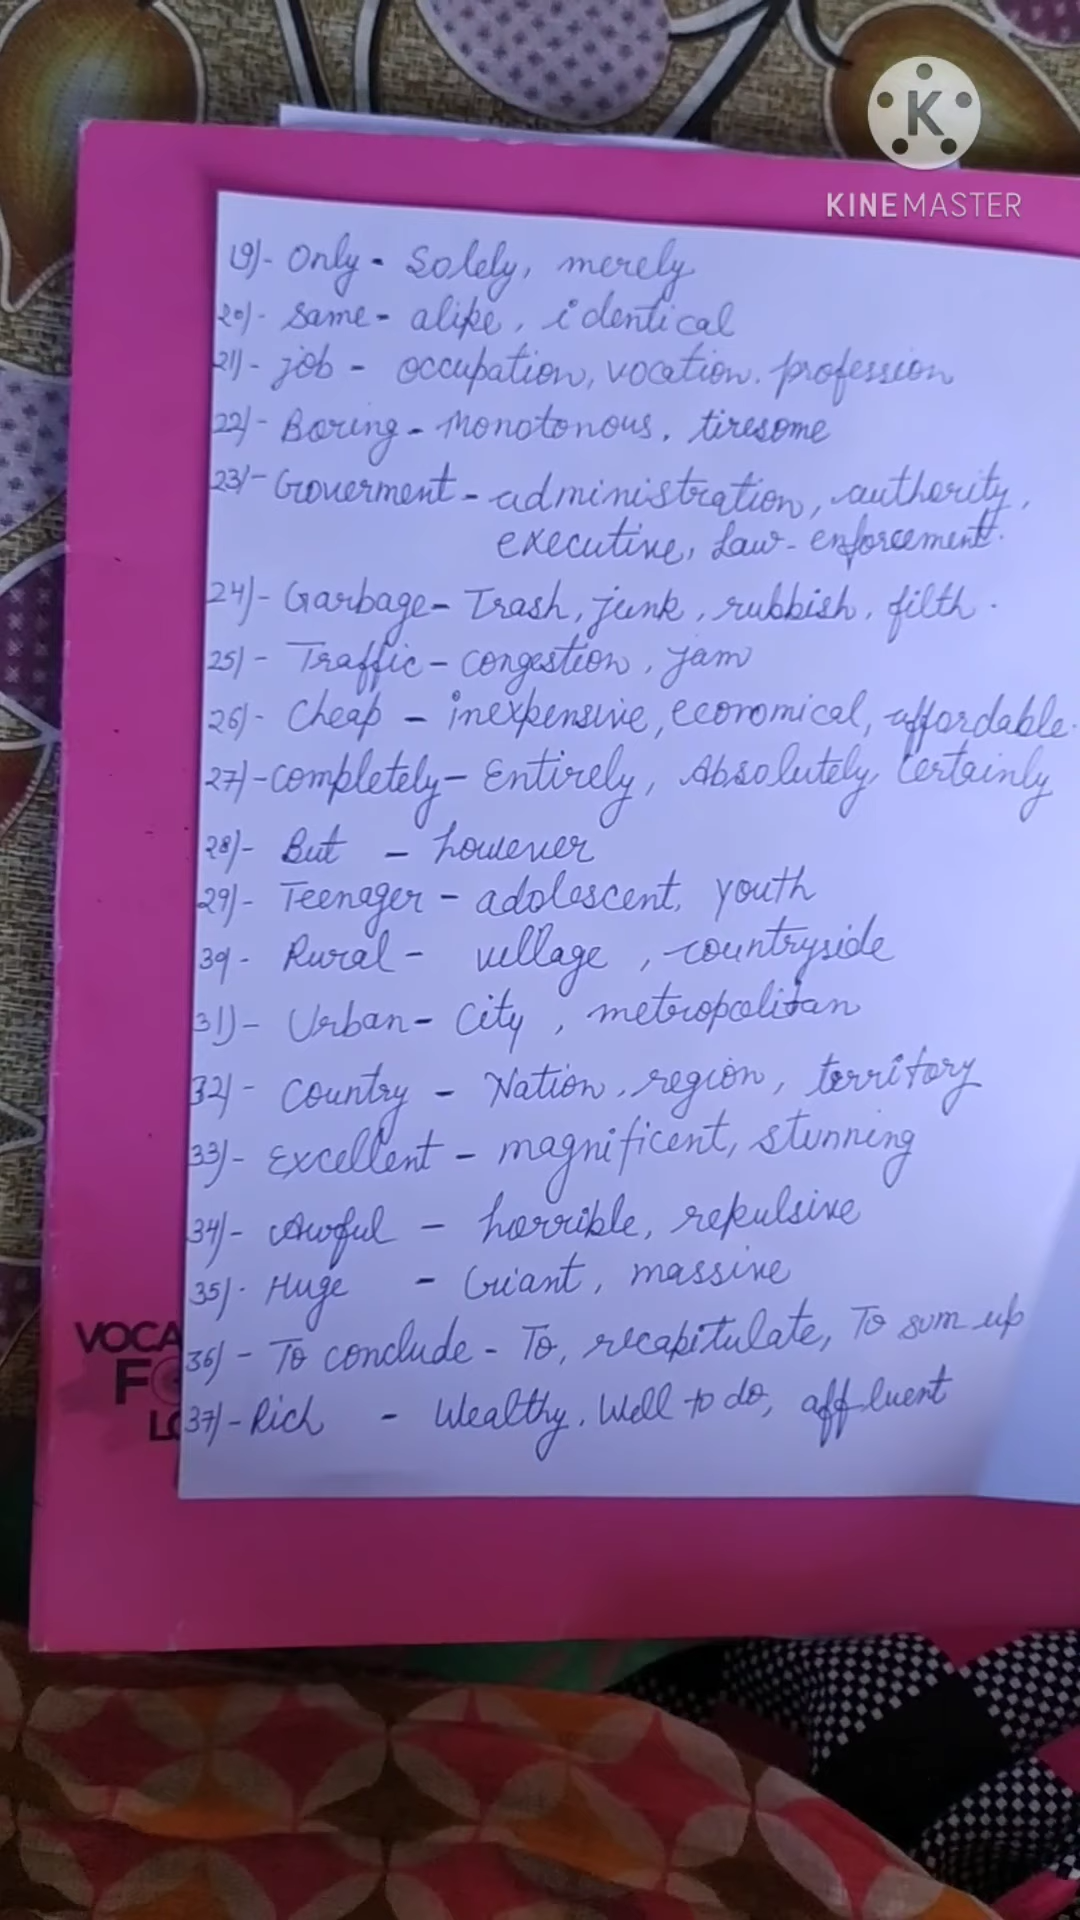 K
KINEMASTER
19)- Only - Solely, merely
20)- Same - alike, identical
21)- job - occupation, vocation. profession
22)- Boring - Monotonous, tiresome
23)- Government - administration, authority,
executive, Law-enforcement.
24)- Garbage - Trash, junk, rubbish, filth.
25)- Traffic - congestion, jam
26)- Cheap - inexpensive, economical, affordable.
27)- completely - Entirely, Absolutely, Certainly
28)- But - however
29)- Teenager - adolescent, youth
30)- Rural - village, countryside
31)- Urban - City, metropolitan
32)- Country - Nation, region, territory
33)- Excellent - magnificent, stunning
34)- Awful - horrible, repulsive
35)- Huge - Giant, massive
36)- To conclude - To, recapitulate, To sum up
37)- Rich - Wealthy, Well to do, affluent
VOCA